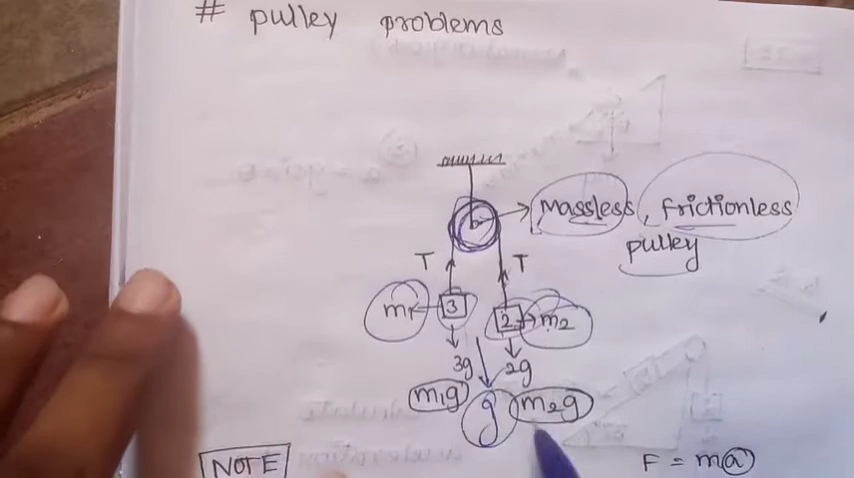 # pulley problems
massless, frictionless
pulley
T T
m1 3 2 m2
3g 2g
m1g g m2g
NOTE
F = ma